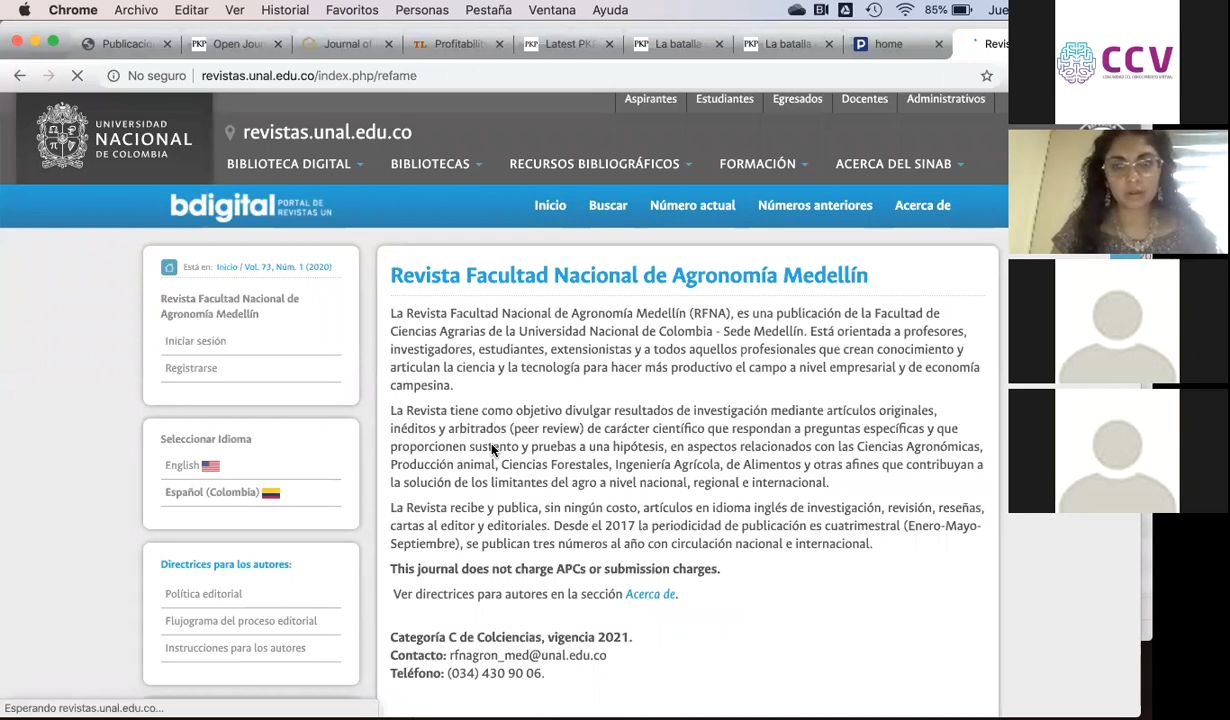 Chrome Archivo Editar Ver Historial Favoritos Personas Pestaña Ventana Ayuda 85% Jue
Publicacio Open Jour Journal of Profitabili Latest PKP La batalla La batalla home Revis
No seguro revistas.unal.edu.co/index.php/refame
CCV
UNIVERSIDAD
NACIONAL
DE COLOMBIA
Aspirantes Estudiantes Egresados Docentes Administrativos
revistas.unal.edu.co
BIBLIOTECA DIGITAL BIBLIOTECAS RECURSOS BIBLIOGRÁFICOS FORMACIÓN ACERCA DEL SINAB
bdigital PORTAL DE
REVISTAS UN
Inicio Buscar Número actual Números anteriores Acerca de
Está en: Inicio / Vol. 73, Núm. 1 (2020)
Revista Facultad Nacional de
Agronomía Medellín
Iniciar sesión
Registrarse
Seleccionar Idioma
English
Español (Colombia)
Directrices para los autores:
Política editorial
Flujograma del proceso editorial
Instrucciones para los autores
Revista Facultad Nacional de Agronomía Medellín
La Revista Facultad Nacional de Agronomía Medellín (RFNA), es una publicación de la Facultad de
Ciencias Agrarias de la Universidad Nacional de Colombia - Sede Medellín. Está orientada a profesores,
investigadores, estudiantes, extensionistas y a todos aquellos profesionales que crean conocimiento y
articulan la ciencia y la tecnología para hacer más productivo el campo a nivel empresarial y de economía
campesina.
La Revista tiene como objetivo divulgar resultados de investigación mediante artículos originales,
inéditos y arbitrados (peer review) de carácter científico que respondan a preguntas específicas y que
proporcionen sustento y pruebas a una hipótesis, en aspectos relacionados con las Ciencias Agronómicas,
Producción animal, Ciencias Forestales, Ingeniería Agrícola, de Alimentos y otras afines que contribuyan a
la solución de los limitantes del agro a nivel nacional, regional e internacional.
La Revista recibe y publica, sin ningún costo, artículos en idioma inglés de investigación, revisión, reseñas,
cartas al editor y editoriales. Desde el 2017 la periodicidad de publicación es cuatrimestral (Enero-Mayo-
Septiembre), se publican tres números al año con circulación nacional e internacional.
This journal does not charge APCs or submission charges.
Ver directrices para autores en la sección Acerca de.
Categoría C de Colciencias, vigencia 2021.
Contacto: rfnagron_med@unal.edu.co
Teléfono: (034) 430 90 06.
Esperando revistas.unal.edu.co...